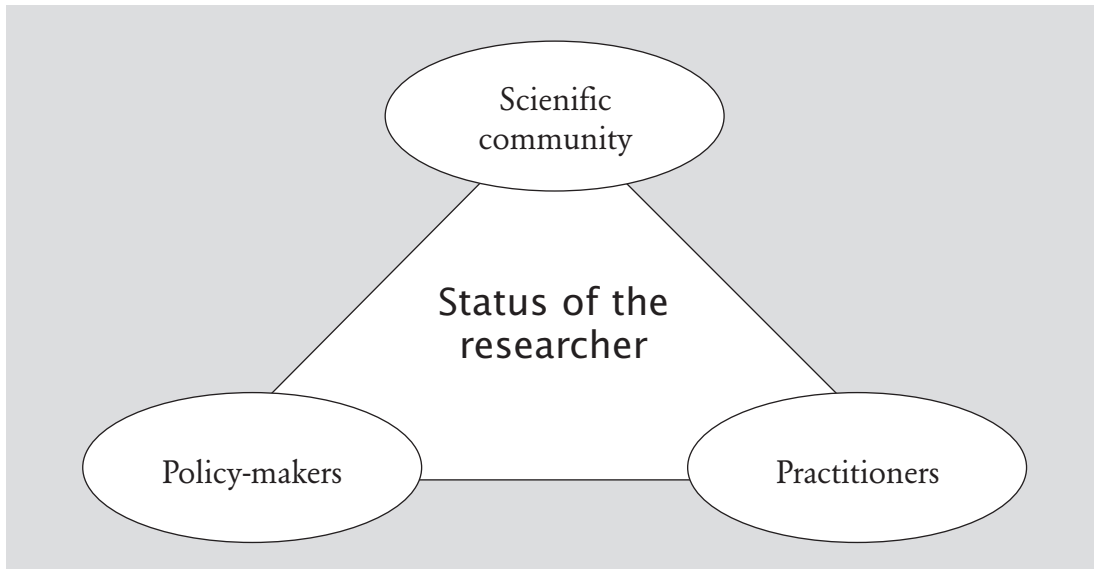 Scienific
community
Status of the
researcher
Policy-makers
Practitioners